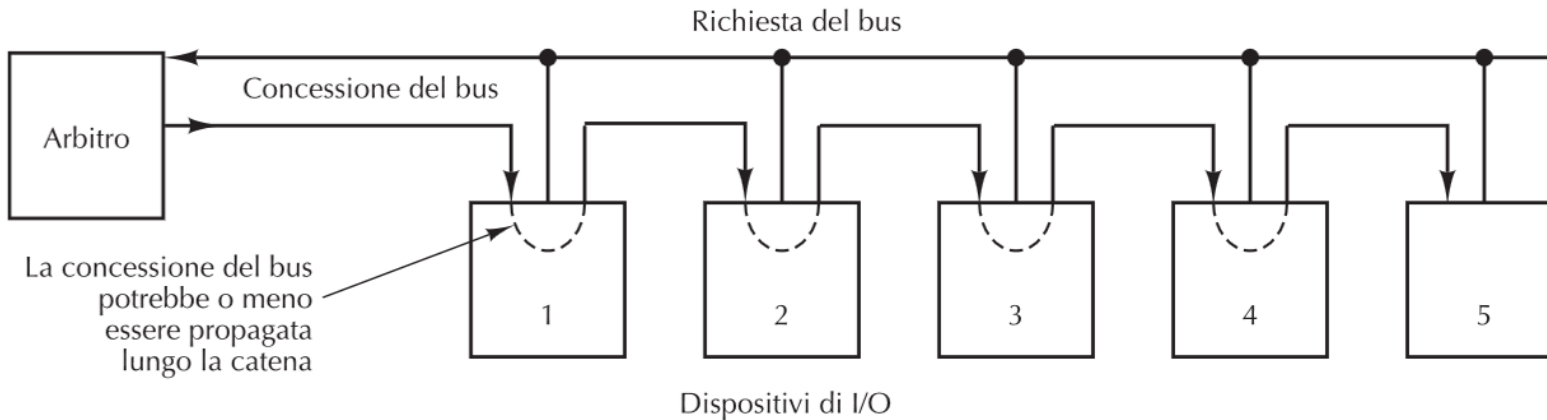 Richiesta del bus
Concessione del bus
Arbitro
La concessione del bus
potrebbe o meno
essere propagata
lungo la catena
1
2
3
4
5
Dispositivi di I/O